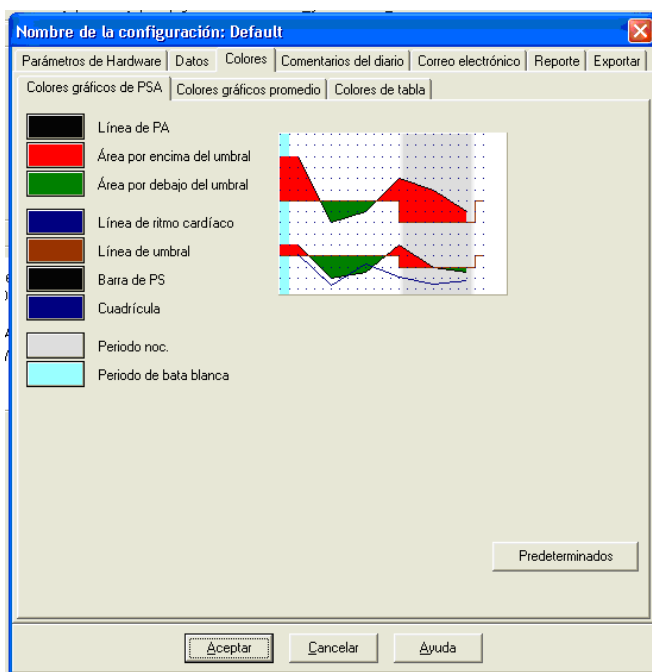 Nombre de la configuración: Default
Parámetros de Hardware Datos Colores Comentarios del diario Correo electrónico Reporte Exportar
Colores gráficos de PSA Colores gráficos promedio Colores de tabla
Línea de PA
Área por encima del umbral
Área por debajo del umbral
Línea de ritmo cardíaco
Línea de umbral
Barra de PS
Cuadrícula
Periodo noc.
Periodo de bata blanca
Predeterminados
Aceptar Cancelar Ayuda